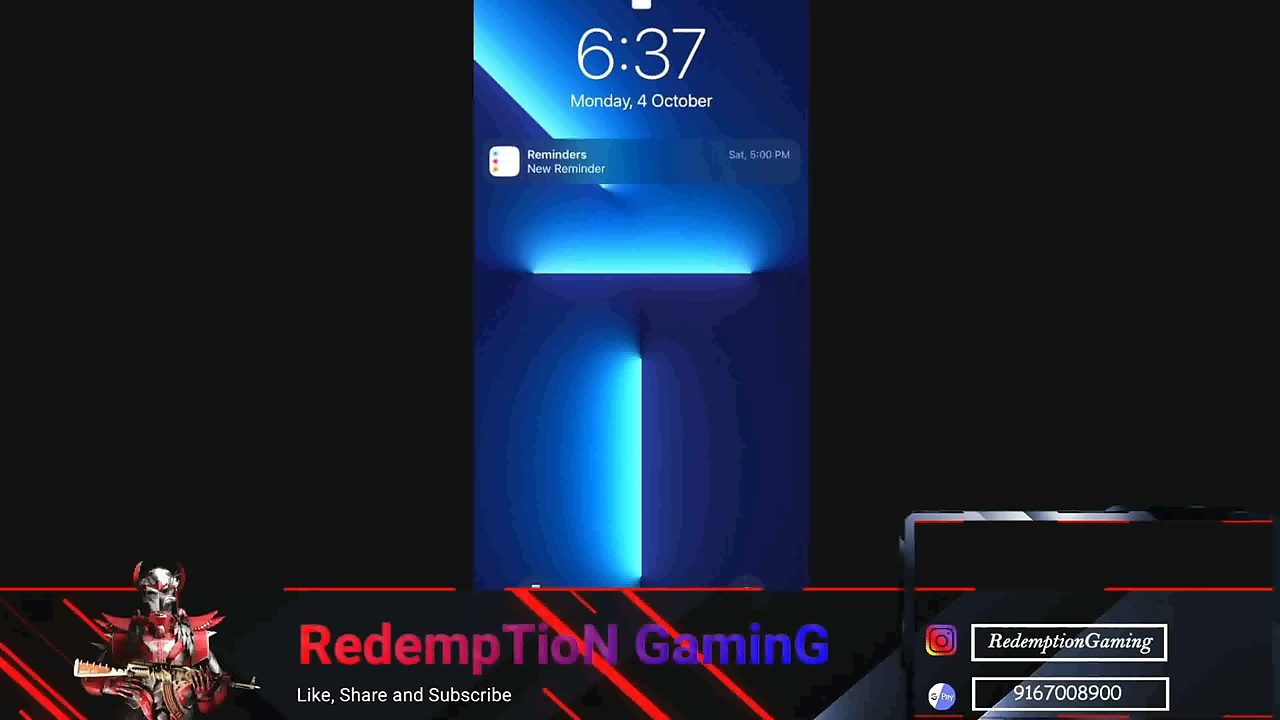 6:37
Monday, 4 October
Reminders
Sat, 5:00 PM
New Reminder
RedempTioN GaminG
Like, Share and Subscribe
RedemptionGaming
G Pay
9167008900